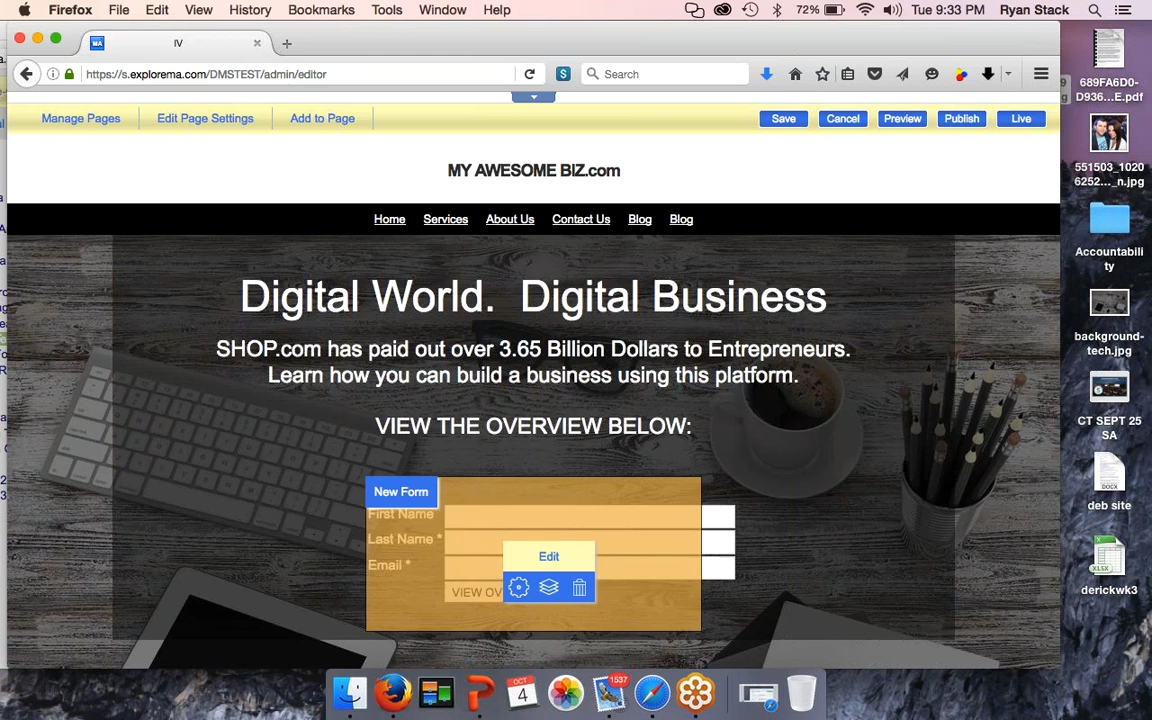 Firefox File Edit View History Bookmarks Tools Window Help 72% Tue 9:33 PM Ryan Stack
IV
https://s.explorema.com/DMSTEST/admin/editor
Search
Manage Pages Edit Page Settings Add to Page Save Cancel Preview Publish Live
MY AWESOME BIZ.com
Home Services About Us Contact Us Blog Blog
Digital World. Digital Business
SHOP.com has paid out over 3.65 Billion Dollars to Entrepreneurs.
Learn how you can build a business using this platform.
VIEW THE OVERVIEW BELOW:
New Form
First Name
Last Name *
Email *
Edit
VIEW OV
689FA6D0-
D936...E.pdf
551503_1020
6252..._n.jpg
Accountabili
ty
background-
tech.jpg
CT SEPT 25
SA
DOCX
deb site
XLSX
derickwk3
OCT
4
1537